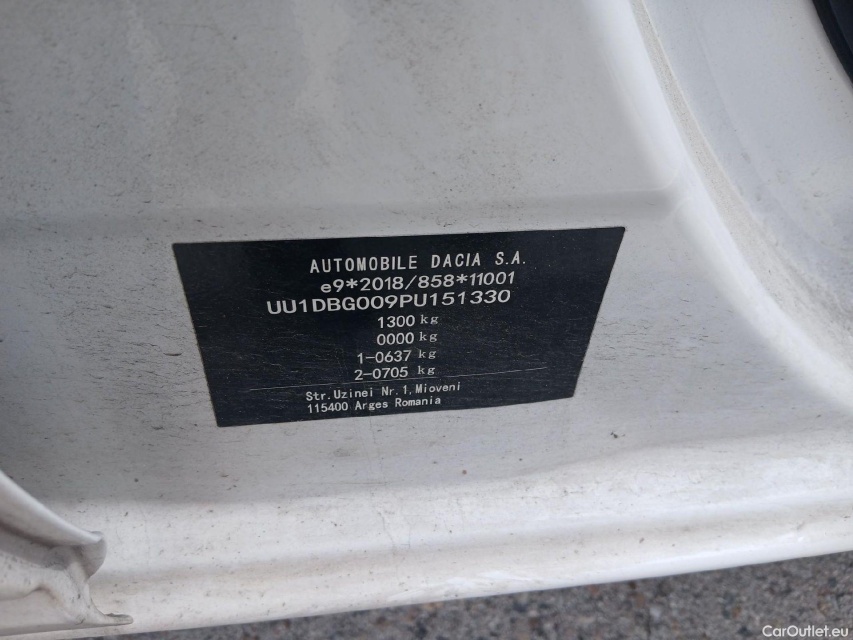 AUTOMOBILE DACIA S.A.
e9*2018/858*11001
UU1DBG009PU151330
1300 kg
0000 kg
1-0637 kg
2-0705 kg
Str.Uzinei Nr.1,Mioveni
115400 Arges Romania
CarOutlet.eu